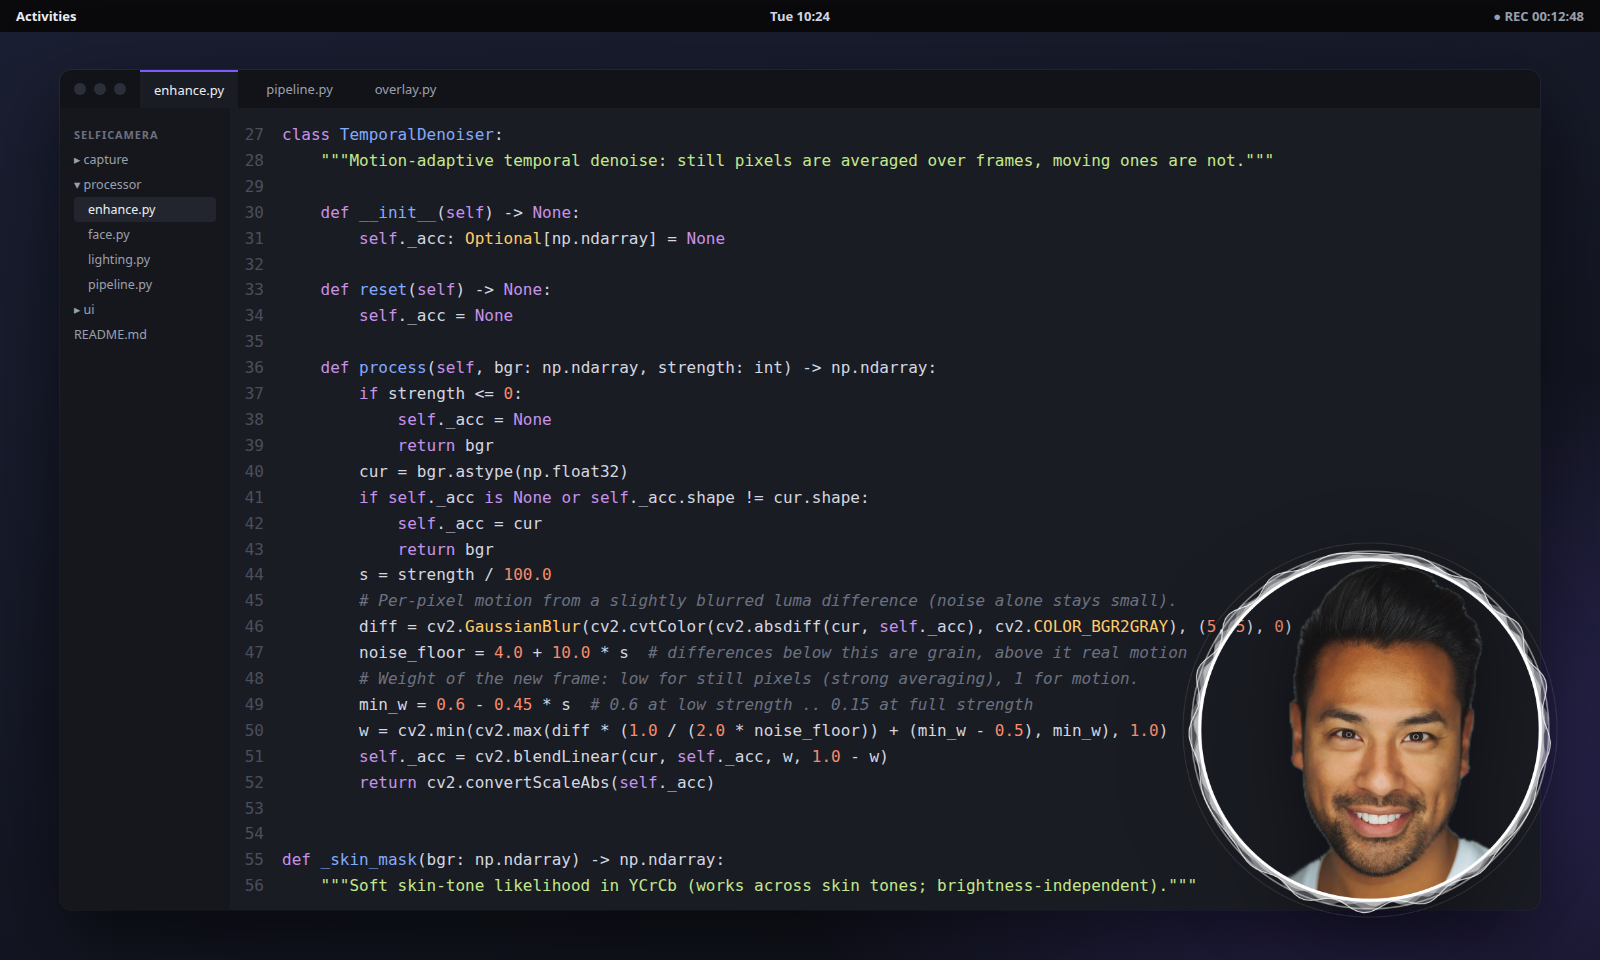 Activities
Tue 10:24
● REC 00:12:48
enhance.py
pipeline.py
overlay.py
SELFICAMERA
▸ capture
▾ processor
enhance.py
face.py
lighting.py
pipeline.py
▸ ui
README.md
27 class TemporalDenoiser:
28     """Motion-adaptive temporal denoise: still pixels are averaged over frames, moving ones are not."""
29
30     def __init__(self) -> None:
31         self._acc: Optional[np.ndarray] = None
32
33     def reset(self) -> None:
34         self._acc = None
35
36     def process(self, bgr: np.ndarray, strength: int) -> np.ndarray:
37         if strength <= 0:
38             self._acc = None
39             return bgr
40         cur = bgr.astype(np.float32)
41         if self._acc is None or self._acc.shape != cur.shape:
42             self._acc = cur
43             return bgr
44         s = strength / 100.0
45         # Per-pixel motion from a slightly blurred luma difference (noise alone stays small).
46         diff = cv2.GaussianBlur(cv2.cvtColor(cv2.absdiff(cur, self._acc), cv2.COLOR_BGR2GRAY), (5, 5), 0)
47         noise_floor = 4.0 + 10.0 * s  # differences below this are grain, above it real motion
48         # Weight of the new frame: low for still pixels (strong averaging), 1 for motion.
49         min_w = 0.6 - 0.45 * s  # 0.6 at low strength .. 0.15 at full strength
50         w = cv2.min(cv2.max(diff * (1.0 / (2.0 * noise_floor)) + (min_w - 0.5), min_w), 1.0)
51         self._acc = cv2.blendLinear(cur, self._acc, w, 1.0 - w)
52         return cv2.convertScaleAbs(self._acc)
53
54
55 def _skin_mask(bgr: np.ndarray) -> np.ndarray:
56     """Soft skin-tone likelihood in YCrCb (works across skin tones; brightness-independent)."""